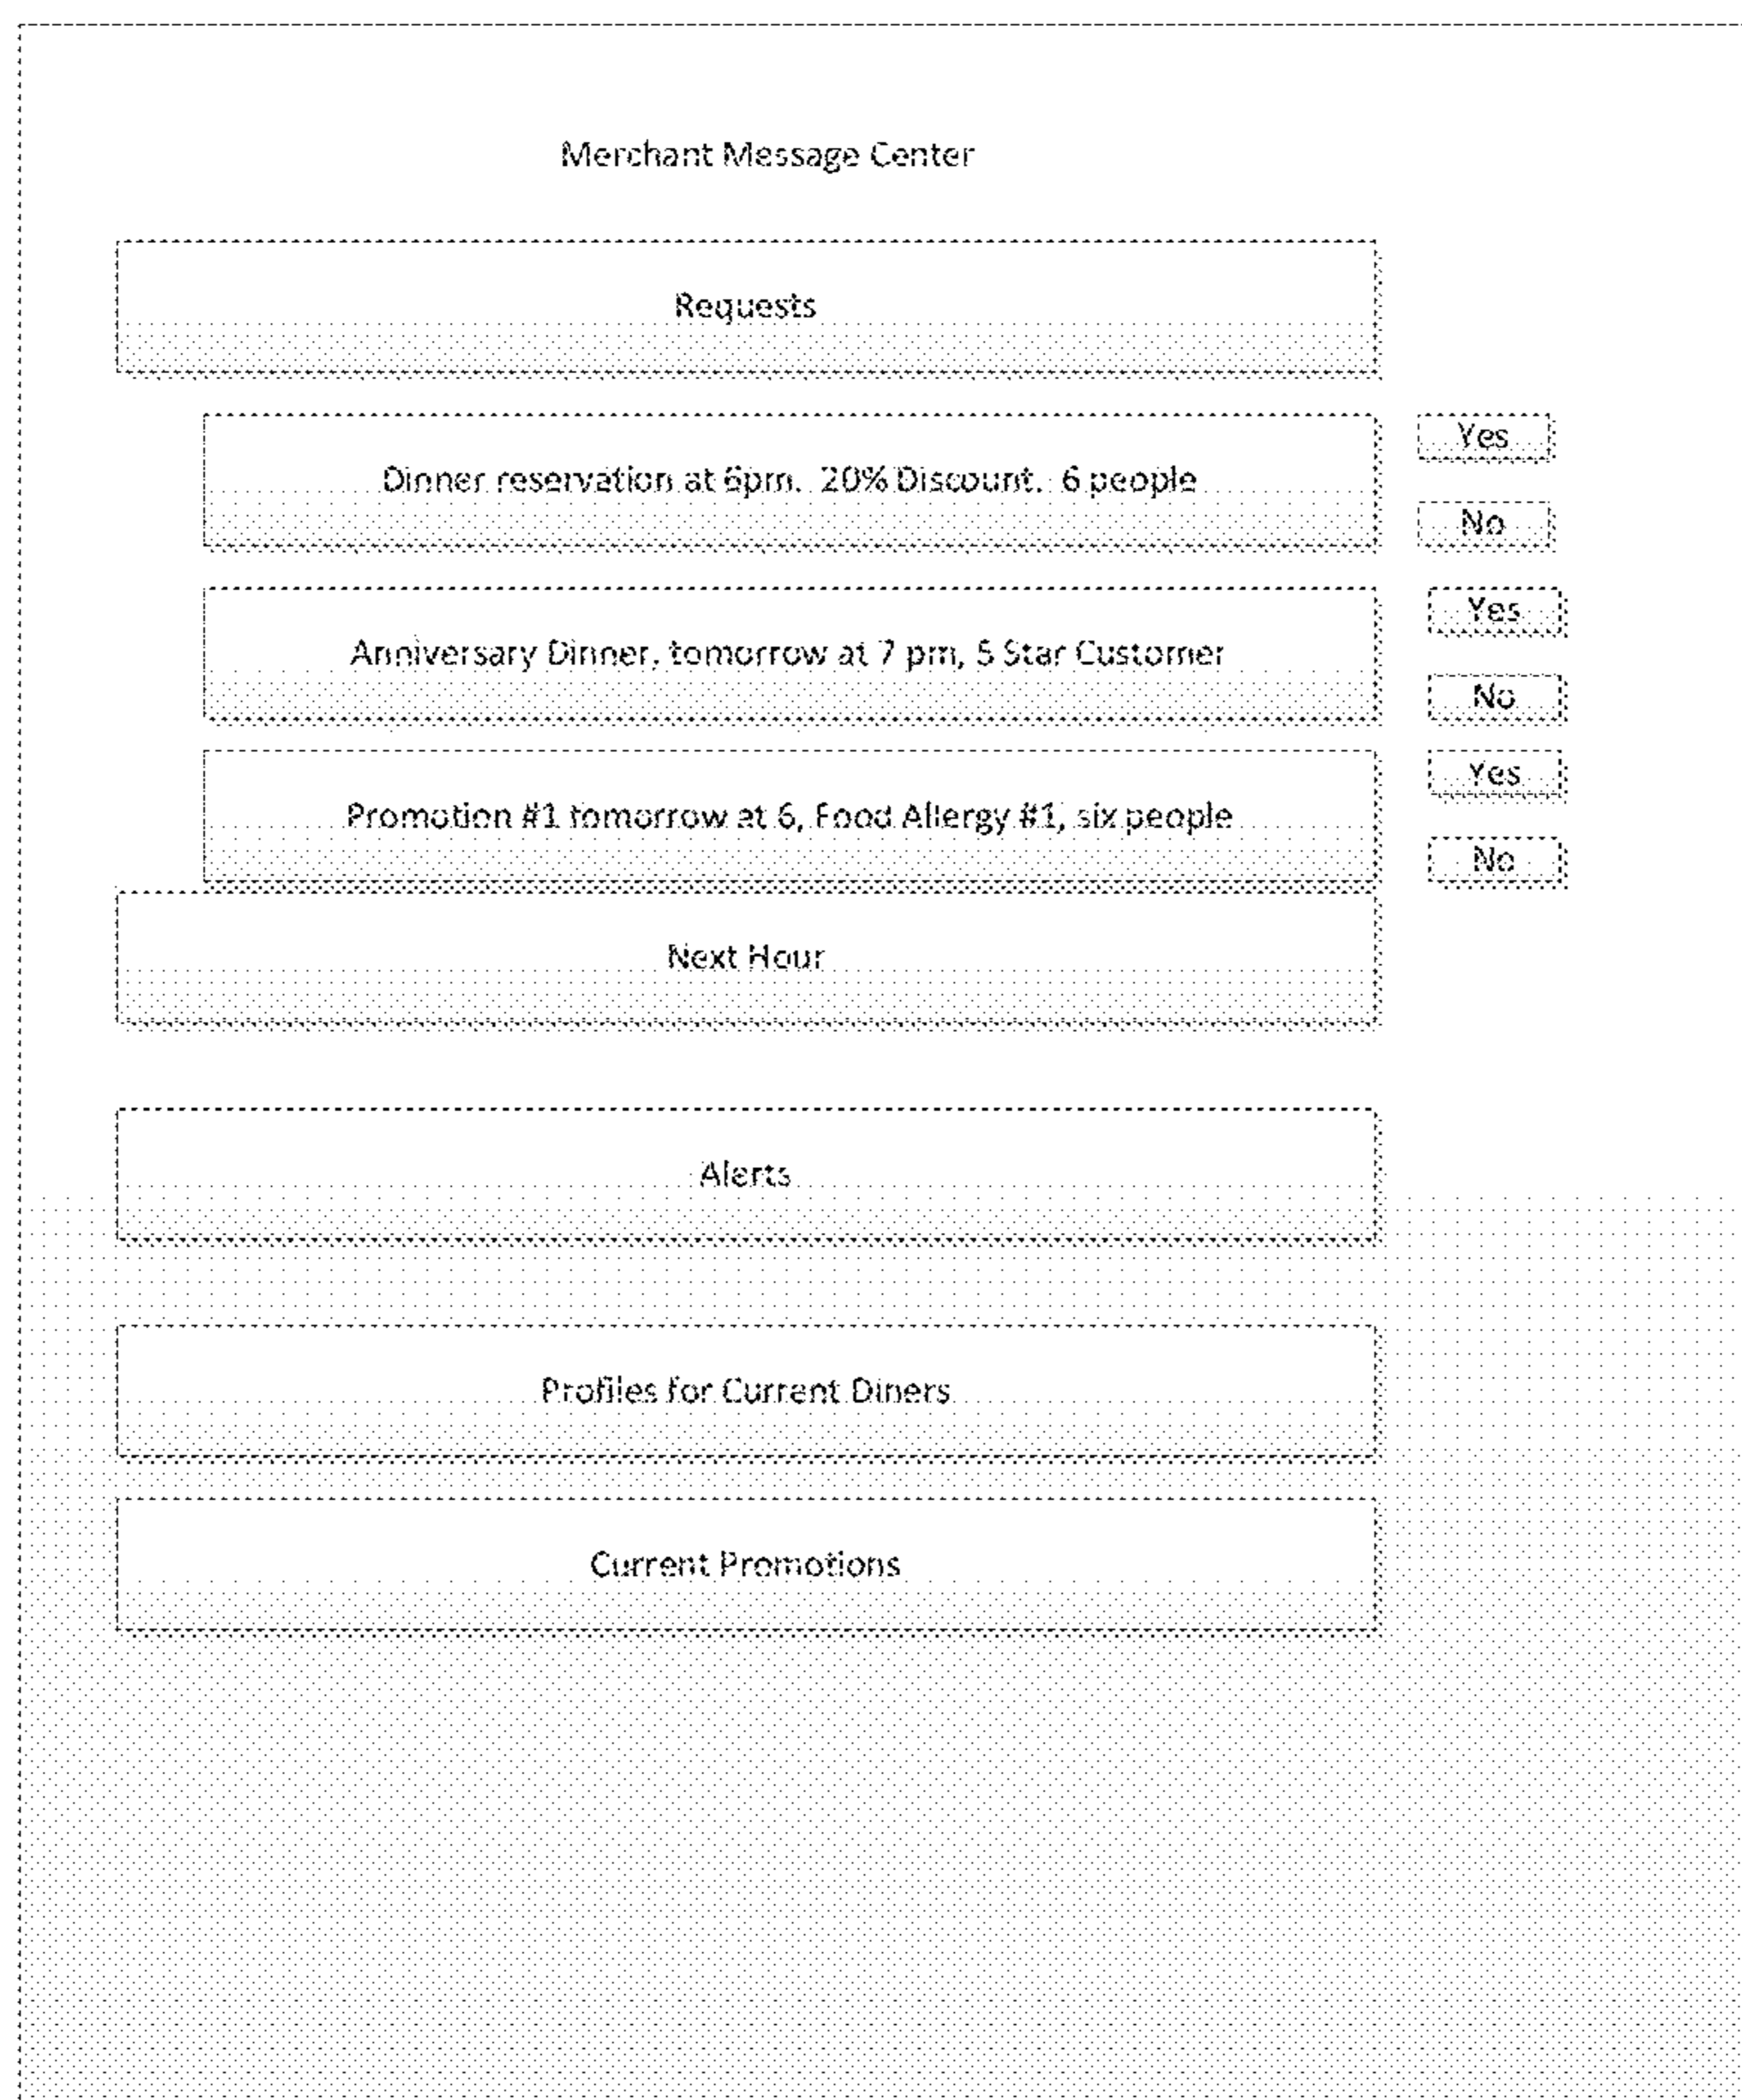 Merchant Message Center
Requests
Dinner reservation at 6pm.  20% Discount.  6 people
Yes
No
Anniversary Dinner, tomorrow at 7 pm, 5 Star Customer
Yes
No
Promotion #1 tomorrow at 6, Food Allergy #1, six people
Yes
No
Next Hour
Alerts
Profiles for Current Diners
Current Promotions